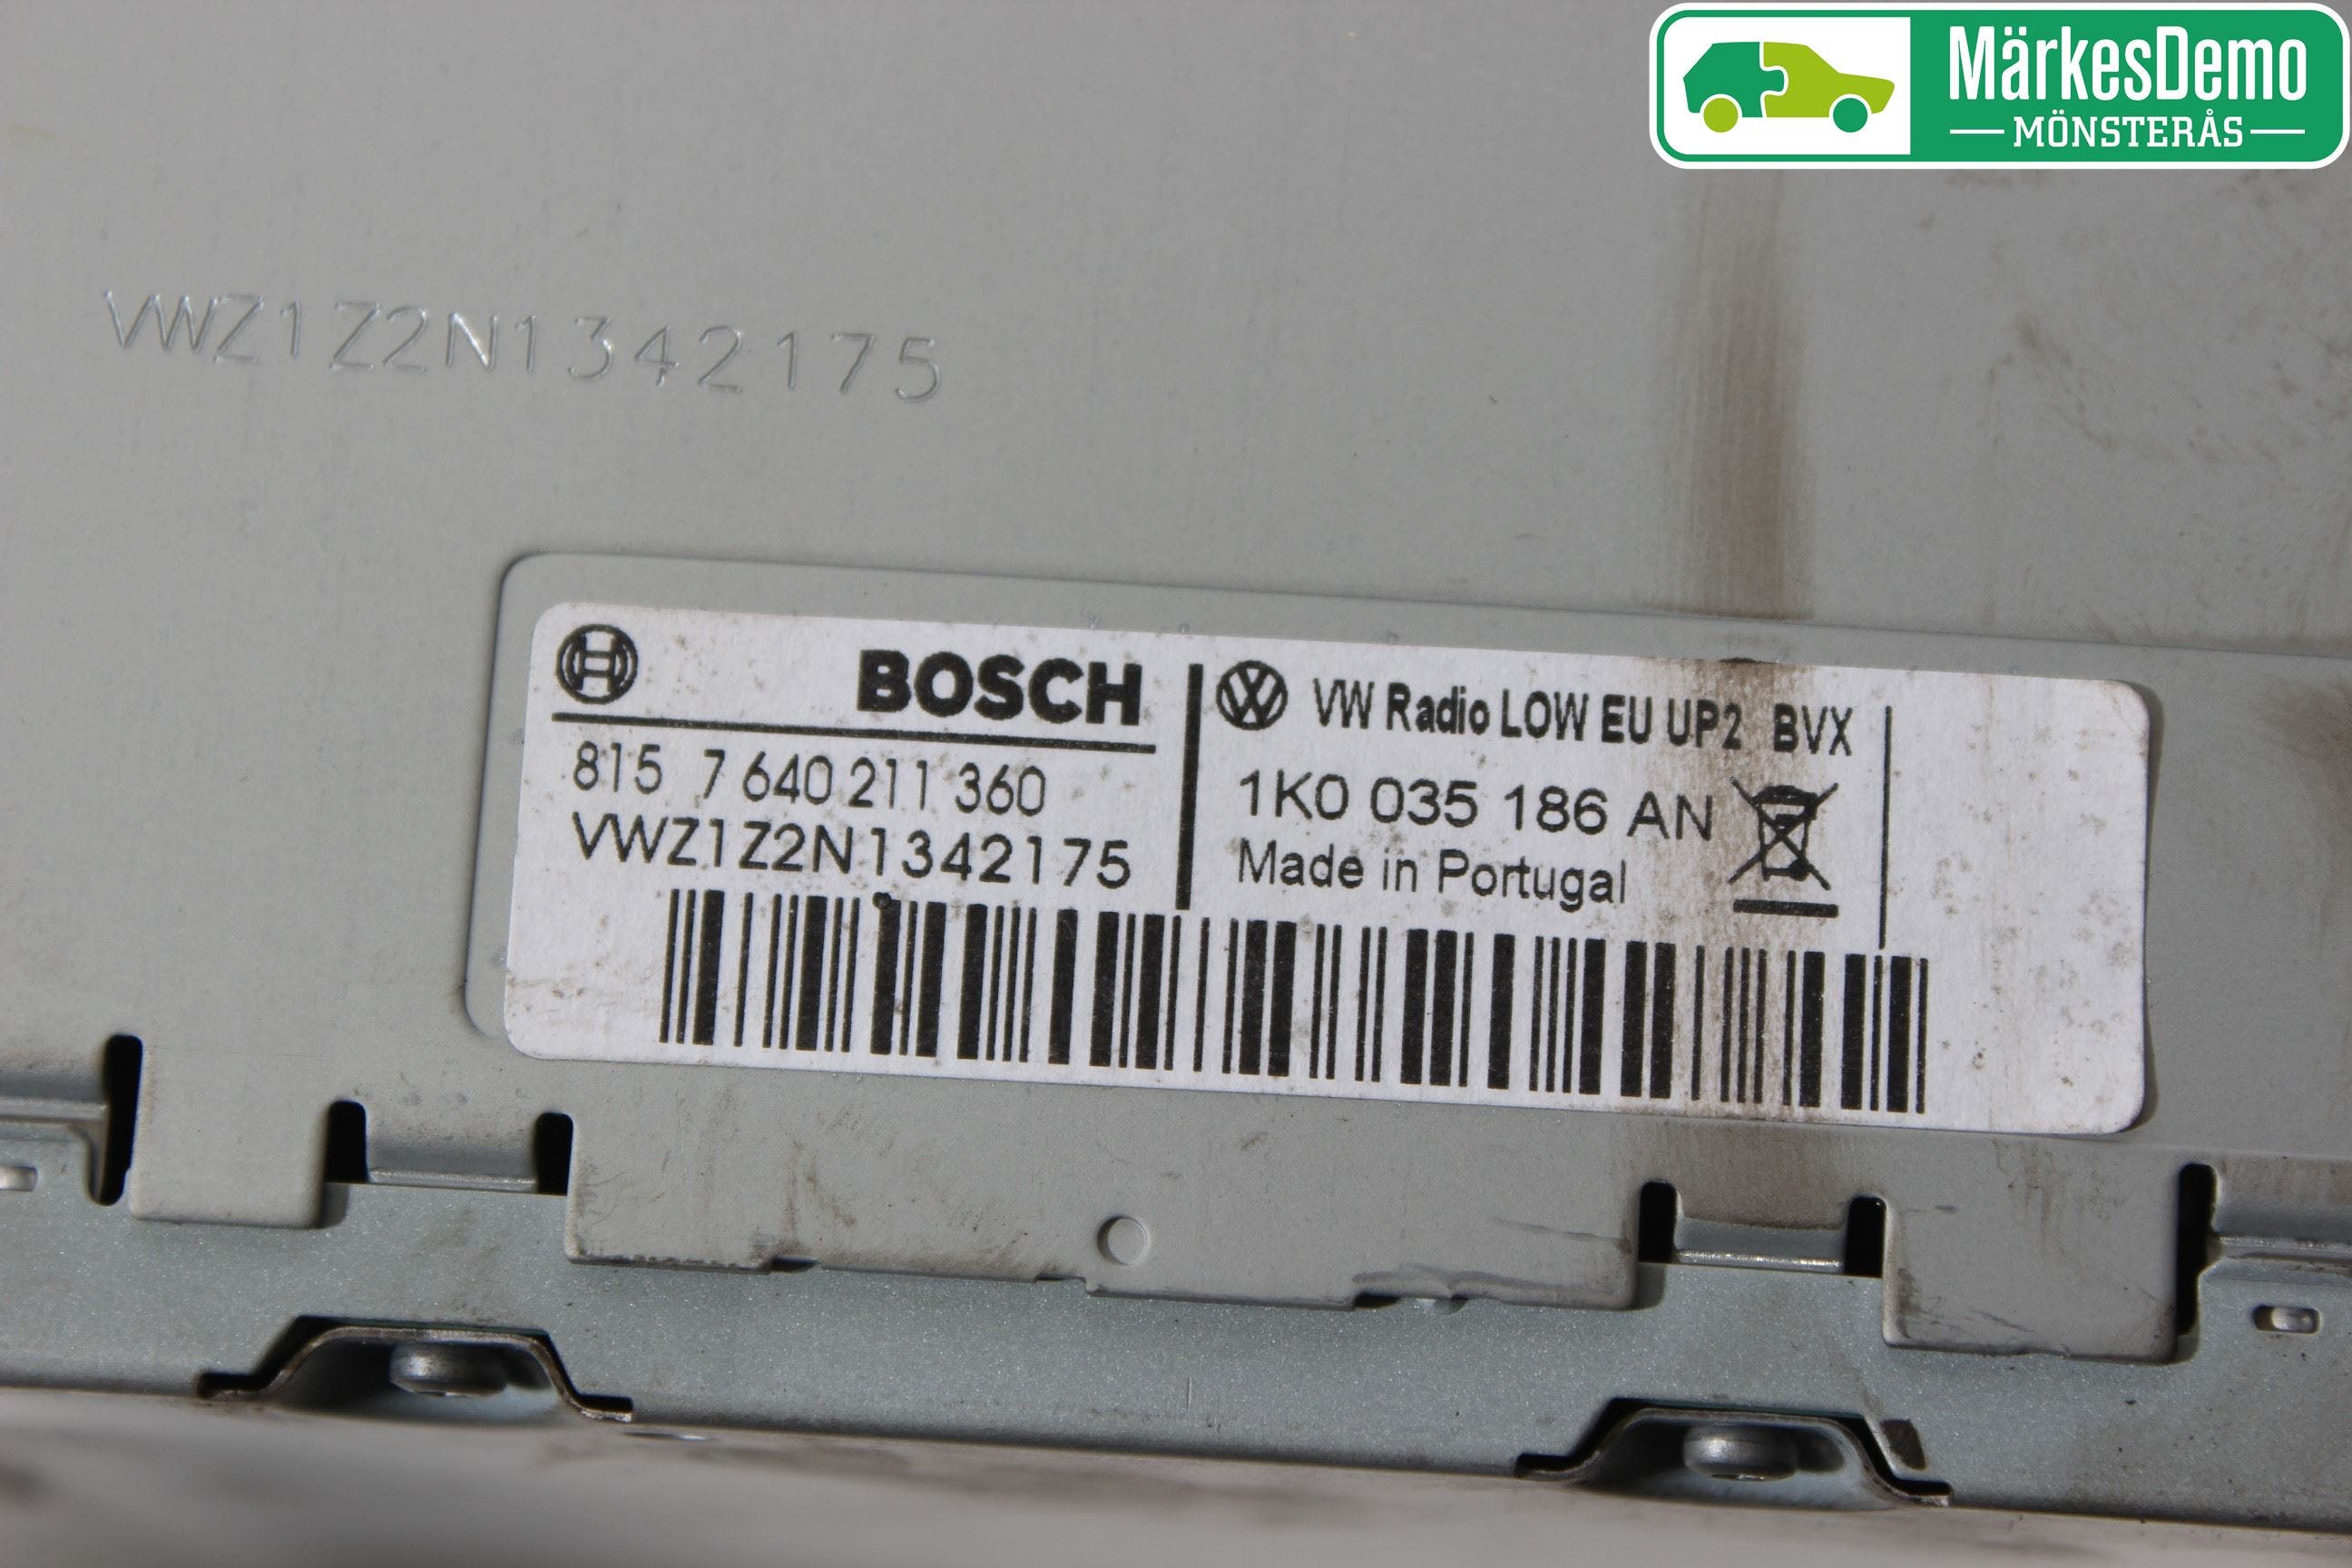 MärkesDemo
MÖNSTERÅS
VWZ1Z2N1342175
BOSCH
815 7 640 211 360
VWZ1Z2N1342175
VW Radio LOW EU UP2 BVX
1K0 035 186 AN
Made in Portugal